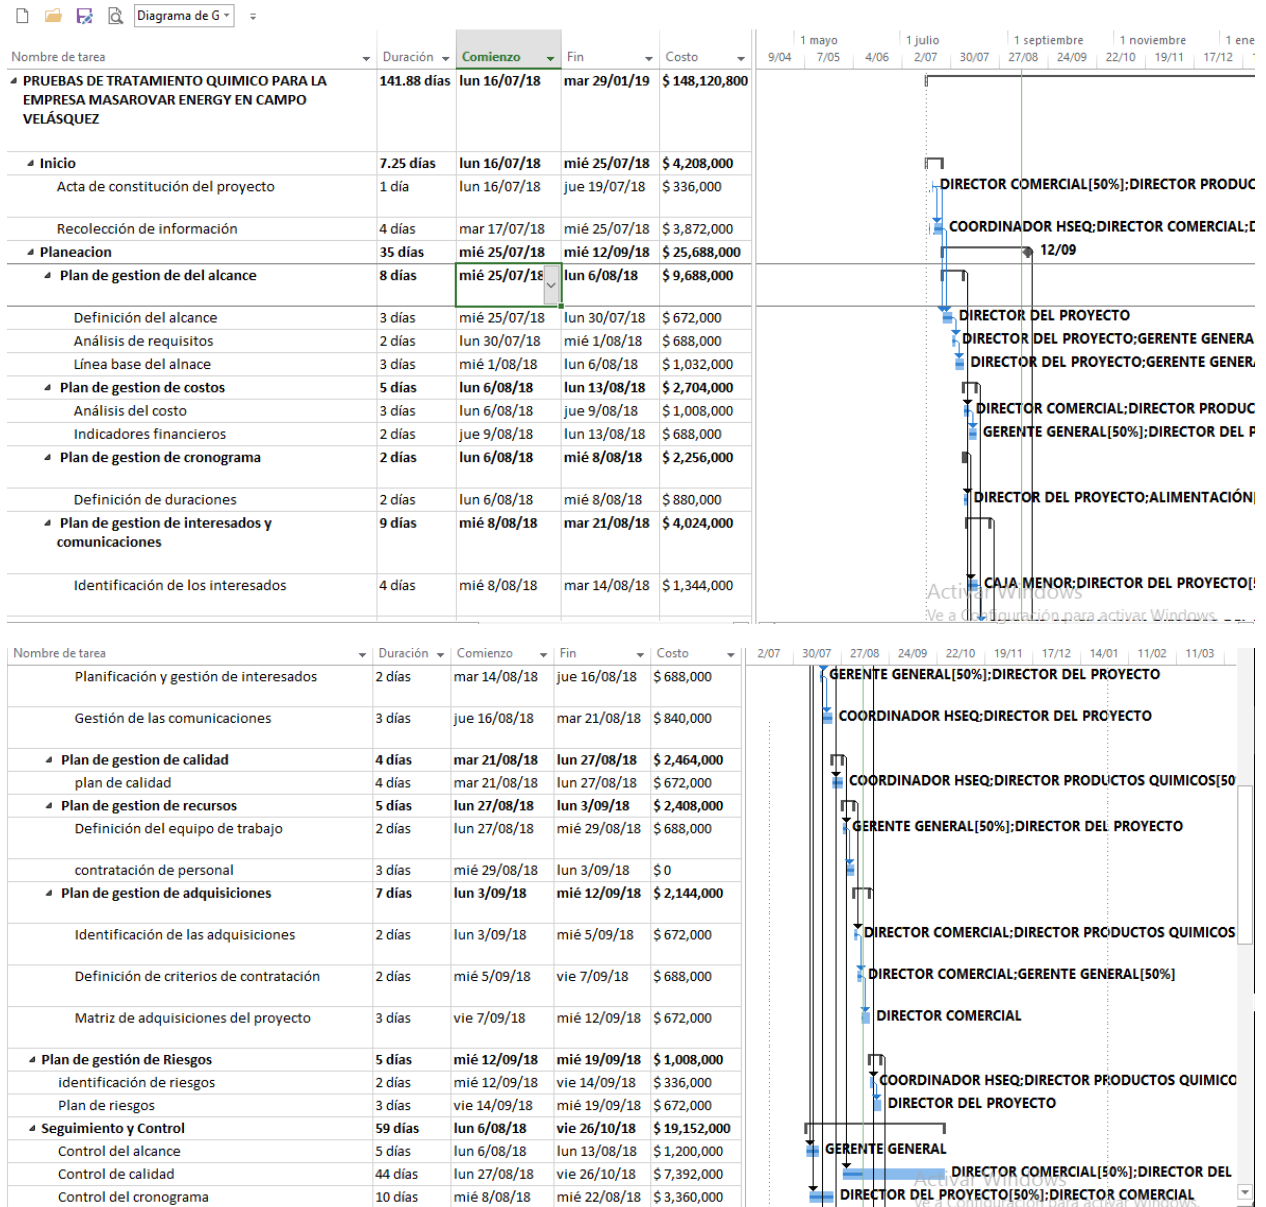 Diagrama de G
Nombre de tarea Duración Comienzo Fin Costo
1 mayo 1 julio 1 septiembre 1 noviembre 1 ene
9/04 7/05 4/06 2/07 30/07 27/08 24/09 22/10 19/11 17/12
PRUEBAS DE TRATAMIENTO QUIMICO PARA LA 141.88 días lun 16/07/18 mar 29/01/19 $ 148,120,800
EMPRESA MASAROVAR ENERGY EN CAMPO
VELÁSQUEZ
Inicio 7.25 días lun 16/07/18 mié 25/07/18 $ 4,208,000
Acta de constitución del proyecto 1 día lun 16/07/18 jue 19/07/18 $ 336,000 DIRECTOR COMERCIAL[50%];DIRECTOR PRODUC
Recolección de información 4 días mar 17/07/18 mié 25/07/18 $ 3,872,000 COORDINADOR HSEQ;DIRECTOR COMERCIAL;D
Planeacion 35 días mié 25/07/18 mié 12/09/18 $ 25,688,000 12/09
Plan de gestion de del alcance 8 días mié 25/07/18 lun 6/08/18 $ 9,688,000
Definición del alcance 3 días mié 25/07/18 lun 30/07/18 $ 672,000 DIRECTOR DEL PROYECTO
Análisis de requisitos 2 días lun 30/07/18 mié 1/08/18 $ 688,000 DIRECTOR DEL PROYECTO;GERENTE GENERA
Línea base del alnace 3 días mié 1/08/18 lun 6/08/18 $ 1,032,000 DIRECTOR DEL PROYECTO;GERENTE GENER
Plan de gestion de costos 5 días lun 6/08/18 lun 13/08/18 $ 2,704,000
Análisis del costo 3 días lun 6/08/18 jue 9/08/18 $ 1,008,000 DIRECTOR COMERCIAL;DIRECTOR PRODUC
Indicadores financieros 2 días jue 9/08/18 lun 13/08/18 $ 688,000 GERENTE GENERAL[50%];DIRECTOR DEL P
Plan de gestion de cronograma 2 días lun 6/08/18 mié 8/08/18 $ 2,256,000
Definición de duraciones 2 días lun 6/08/18 mié 8/08/18 $ 880,000 DIRECTOR DEL PROYECTO;ALIMENTACIÓN[
Plan de gestion de interesados y 9 días mié 8/08/18 mar 21/08/18 $ 4,024,000
comunicaciones
Identificación de los interesados 4 días mié 8/08/18 mar 14/08/18 $ 1,344,000 CAJA MENOR;DIRECTOR DEL PROYECTO[5
Activar Windows
Ve a Configuración para activar Windows.
Nombre de tarea Duración Comienzo Fin Costo 2/07 30/07 27/08 24/09 22/10 19/11 17/12 14/01 11/02 11/03
Planificación y gestión de interesados 2 días mar 14/08/18 jue 16/08/18 $ 688,000 GERENTE GENERAL[50%];DIRECTOR DEL PROYECTO
Gestión de las comunicaciones 3 días jue 16/08/18 mar 21/08/18 $ 840,000 COORDINADOR HSEQ;DIRECTOR DEL PROYECTO
Plan de gestion de calidad 4 días mar 21/08/18 lun 27/08/18 $ 2,464,000
plan de calidad 4 días mar 21/08/18 lun 27/08/18 $ 672,000 COORDINADOR HSEQ;DIRECTOR PRODUCTOS QUIMICOS[50
Plan de gestion de recursos 5 días lun 27/08/18 lun 3/09/18 $ 2,408,000
Definición del equipo de trabajo 2 días lun 27/08/18 mié 29/08/18 $ 688,000 GERENTE GENERAL[50%];DIRECTOR DEL PROYECTO
contratación de personal 3 días mié 29/08/18 lun 3/09/18 $ 0
Plan de gestion de adquisiciones 7 días lun 3/09/18 mié 12/09/18 $ 2,144,000
Identificación de las adquisiciones 2 días lun 3/09/18 mié 5/09/18 $ 672,000 DIRECTOR COMERCIAL;DIRECTOR PRODUCTOS QUIMICOS
Definición de criterios de contratación 2 días mié 5/09/18 vie 7/09/18 $ 688,000 DIRECTOR COMERCIAL;GERENTE GENERAL[50%]
Matriz de adquisiciones del proyecto 3 días vie 7/09/18 mié 12/09/18 $ 672,000 DIRECTOR COMERCIAL
Plan de gestión de Riesgos 5 días mié 12/09/18 mié 19/09/18 $ 1,008,000
identificación de riesgos 2 días mié 12/09/18 vie 14/09/18 $ 336,000 COORDINADOR HSEQ;DIRECTOR PRODUCTOS QUIMICO
Plan de riesgos 3 días vie 14/09/18 mié 19/09/18 $ 672,000 DIRECTOR DEL PROYECTO
Seguimiento y Control 59 días lun 6/08/18 vie 26/10/18 $ 19,152,000
Control del alcance 5 días lun 6/08/18 lun 13/08/18 $ 1,200,000 GERENTE GENERAL
Control de calidad 44 días lun 27/08/18 vie 26/10/18 $ 7,392,000 DIRECTOR COMERCIAL[50%];DIRECTOR DEL
Control del cronograma 10 días mié 8/08/18 mié 22/08/18 $ 3,360,000 DIRECTOR DEL PROYECTO[50%];DIRECTOR COMERCIAL
Activar Windows
Ve a Configuración para activar Windows.